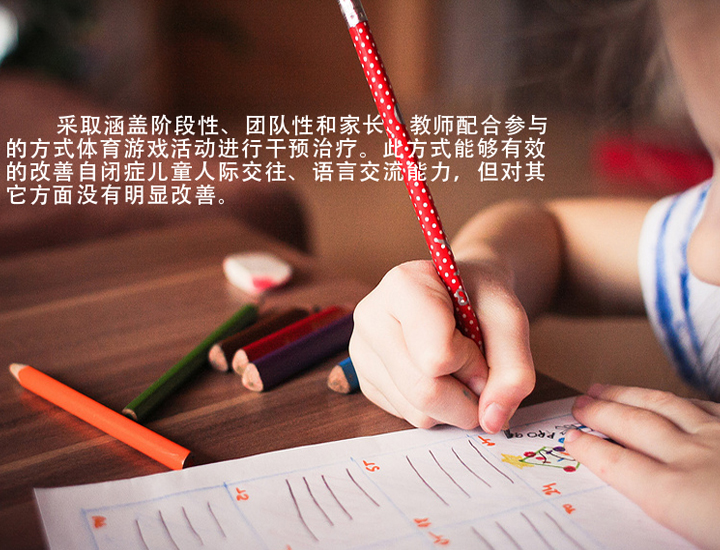 采取涵盖阶段性、团队性和家长、教师配合参与
的方式体育游戏活动进行干预治疗。此方式能够有效
的改善自闭症儿童人际交往、语言交流能力，但对其
它方面没有明显改善。